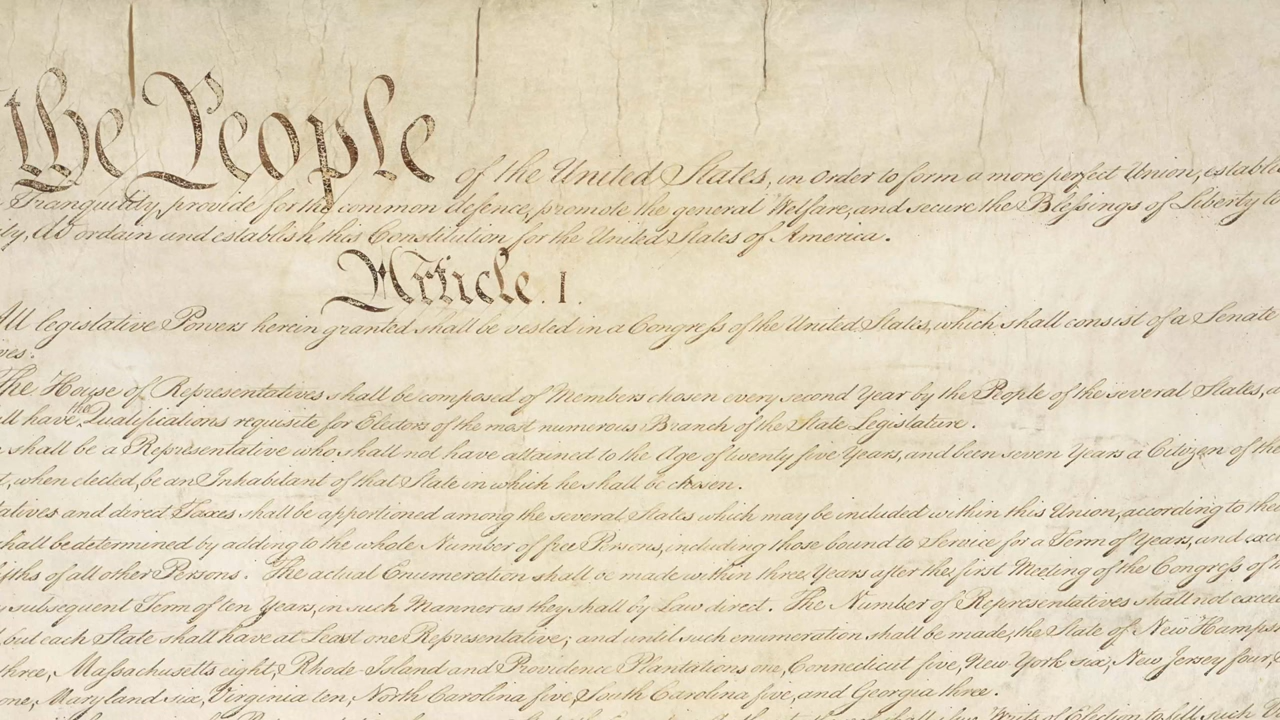 the People of the United States, in Order to form a more perfect Union, establis
Tranquility, provide for the common defence, promote the general Welfare, and secure the Blessings of Liberty to
ity, do ordain and establish this Constitution for the United States of America.
Article. I.
All legislative Powers herein granted shall be vested in a Congress of the United States, which shall consist of a Senate
ves.
The House of Representatives shall be composed of Members chosen every second Year by the People of the several States, a
ll have the Qualifications requisite for Electors of the most numerous Branch of the State Legislature.
shall be a Representative who shall not have attained to the Age of twenty five Years, and been seven Years a Citizen of the
, when elected, be an Inhabitant of that State in which he shall be chosen.
atives and direct Taxes shall be apportioned among the several States which may be included within this Union, according to thei
shall be determined by adding to the whole Number of free Persons, including those bound to Service for a Term of Years, and excl
ifths of all other Persons. The actual Enumeration shall be made within three Years after the first Meeting of the Congress of
subsequent Term of ten Years, in such Manner as they shall by Law direct. The Number of Representatives shall not exceed
but each State shall have at Least one Representative; and until such enumeration shall be made, the State of New Hampsh
three, Massachusetts eight, Rhode-Island and Providence Plantations one, Connecticut five, New York six, New Jersey four,
one, Maryland six, Virginia ten, North Carolina five, South Carolina five, and Georgia three.